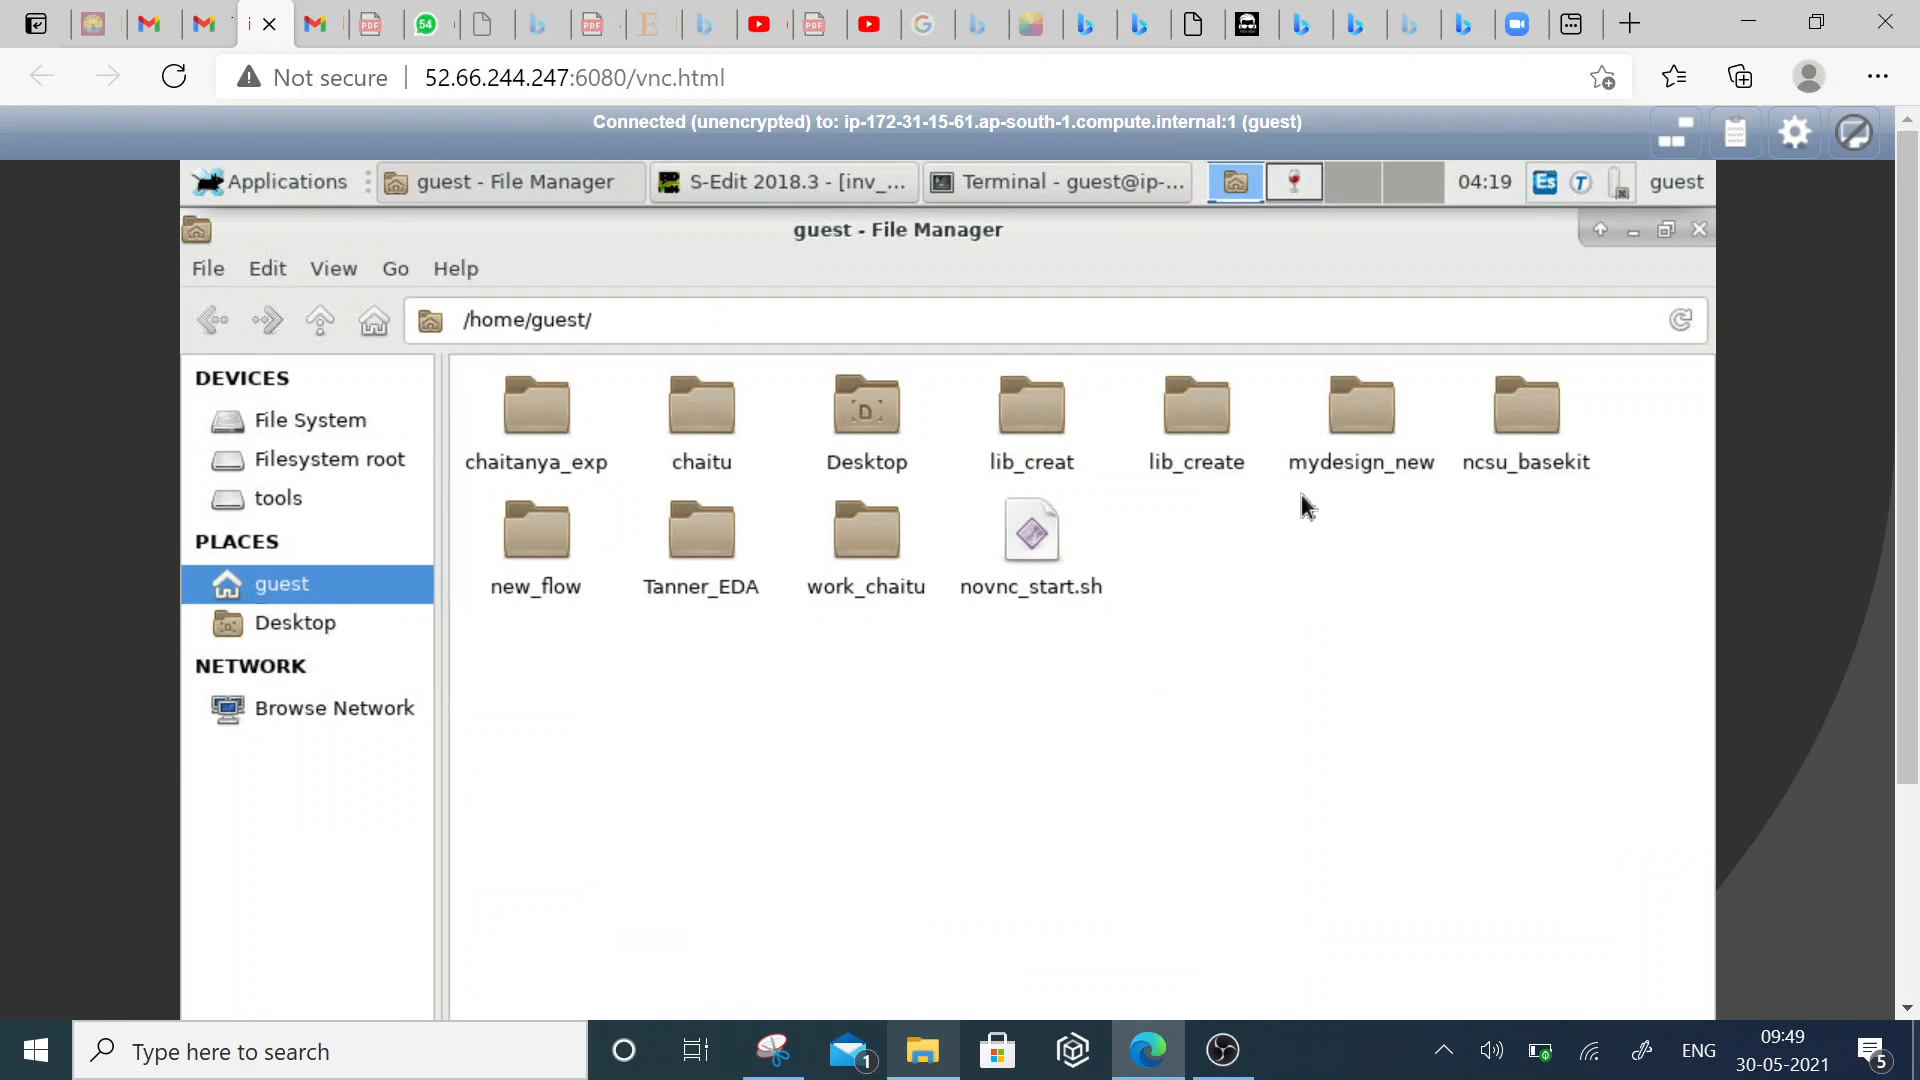 Not secure
52.66.244.247:6080/vnc.html
Connected (unencrypted) to: ip-172-31-15-61.ap-south-1.compute.internal:1 (guest)
Applications
guest - File Manager
S-Edit 2018.3 - [inv_...
Terminal - guest@ip-...
04:19
guest
guest - File Manager
File Edit View Go Help
/home/guest/
DEVICES
File System
Filesystem root
tools
PLACES
guest
Desktop
NETWORK
Browse Network
chaitanya_exp
chaitu
Desktop
lib_creat
lib_create
mydesign_new
ncsu_basekit
new_flow
Tanner_EDA
work_chaitu
novnc_start.sh
Type here to search
1
ENG
09:49
30-05-2021
5